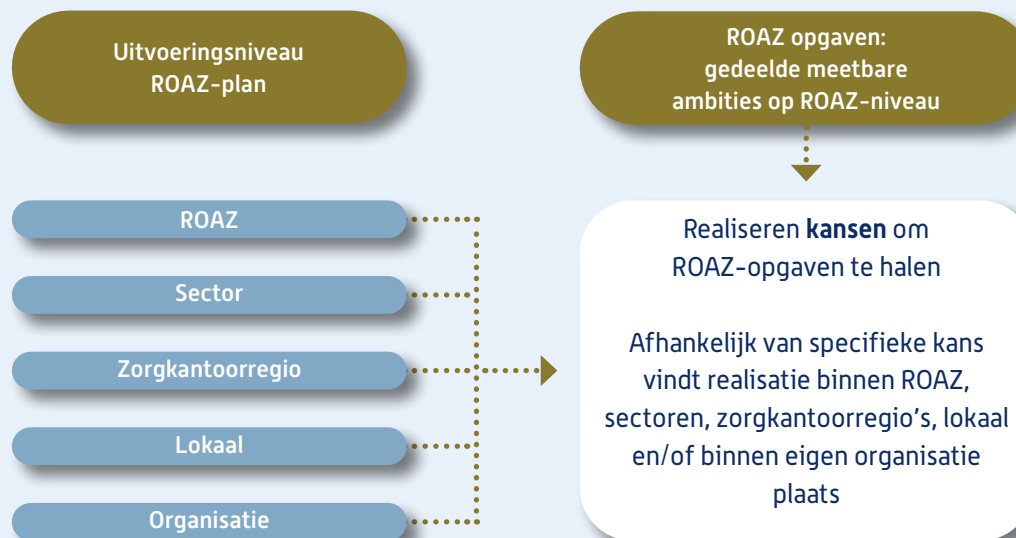 Uitvoeringsniveau
ROAZ-plan
ROAZ
Sector
Zorgkantoorregio
Lokaal
Organisatie
ROAZ opgaven:
gedeelde meetbare
ambities op ROAZ-niveau
Realiseren kansen om
ROAZ-opgaven te halen
Afhankelijk van specifieke kans
vindt realisatie binnen ROAZ,
sectoren, zorgkantoorregio's, lokaal
en/of binnen eigen organisatie
plaats